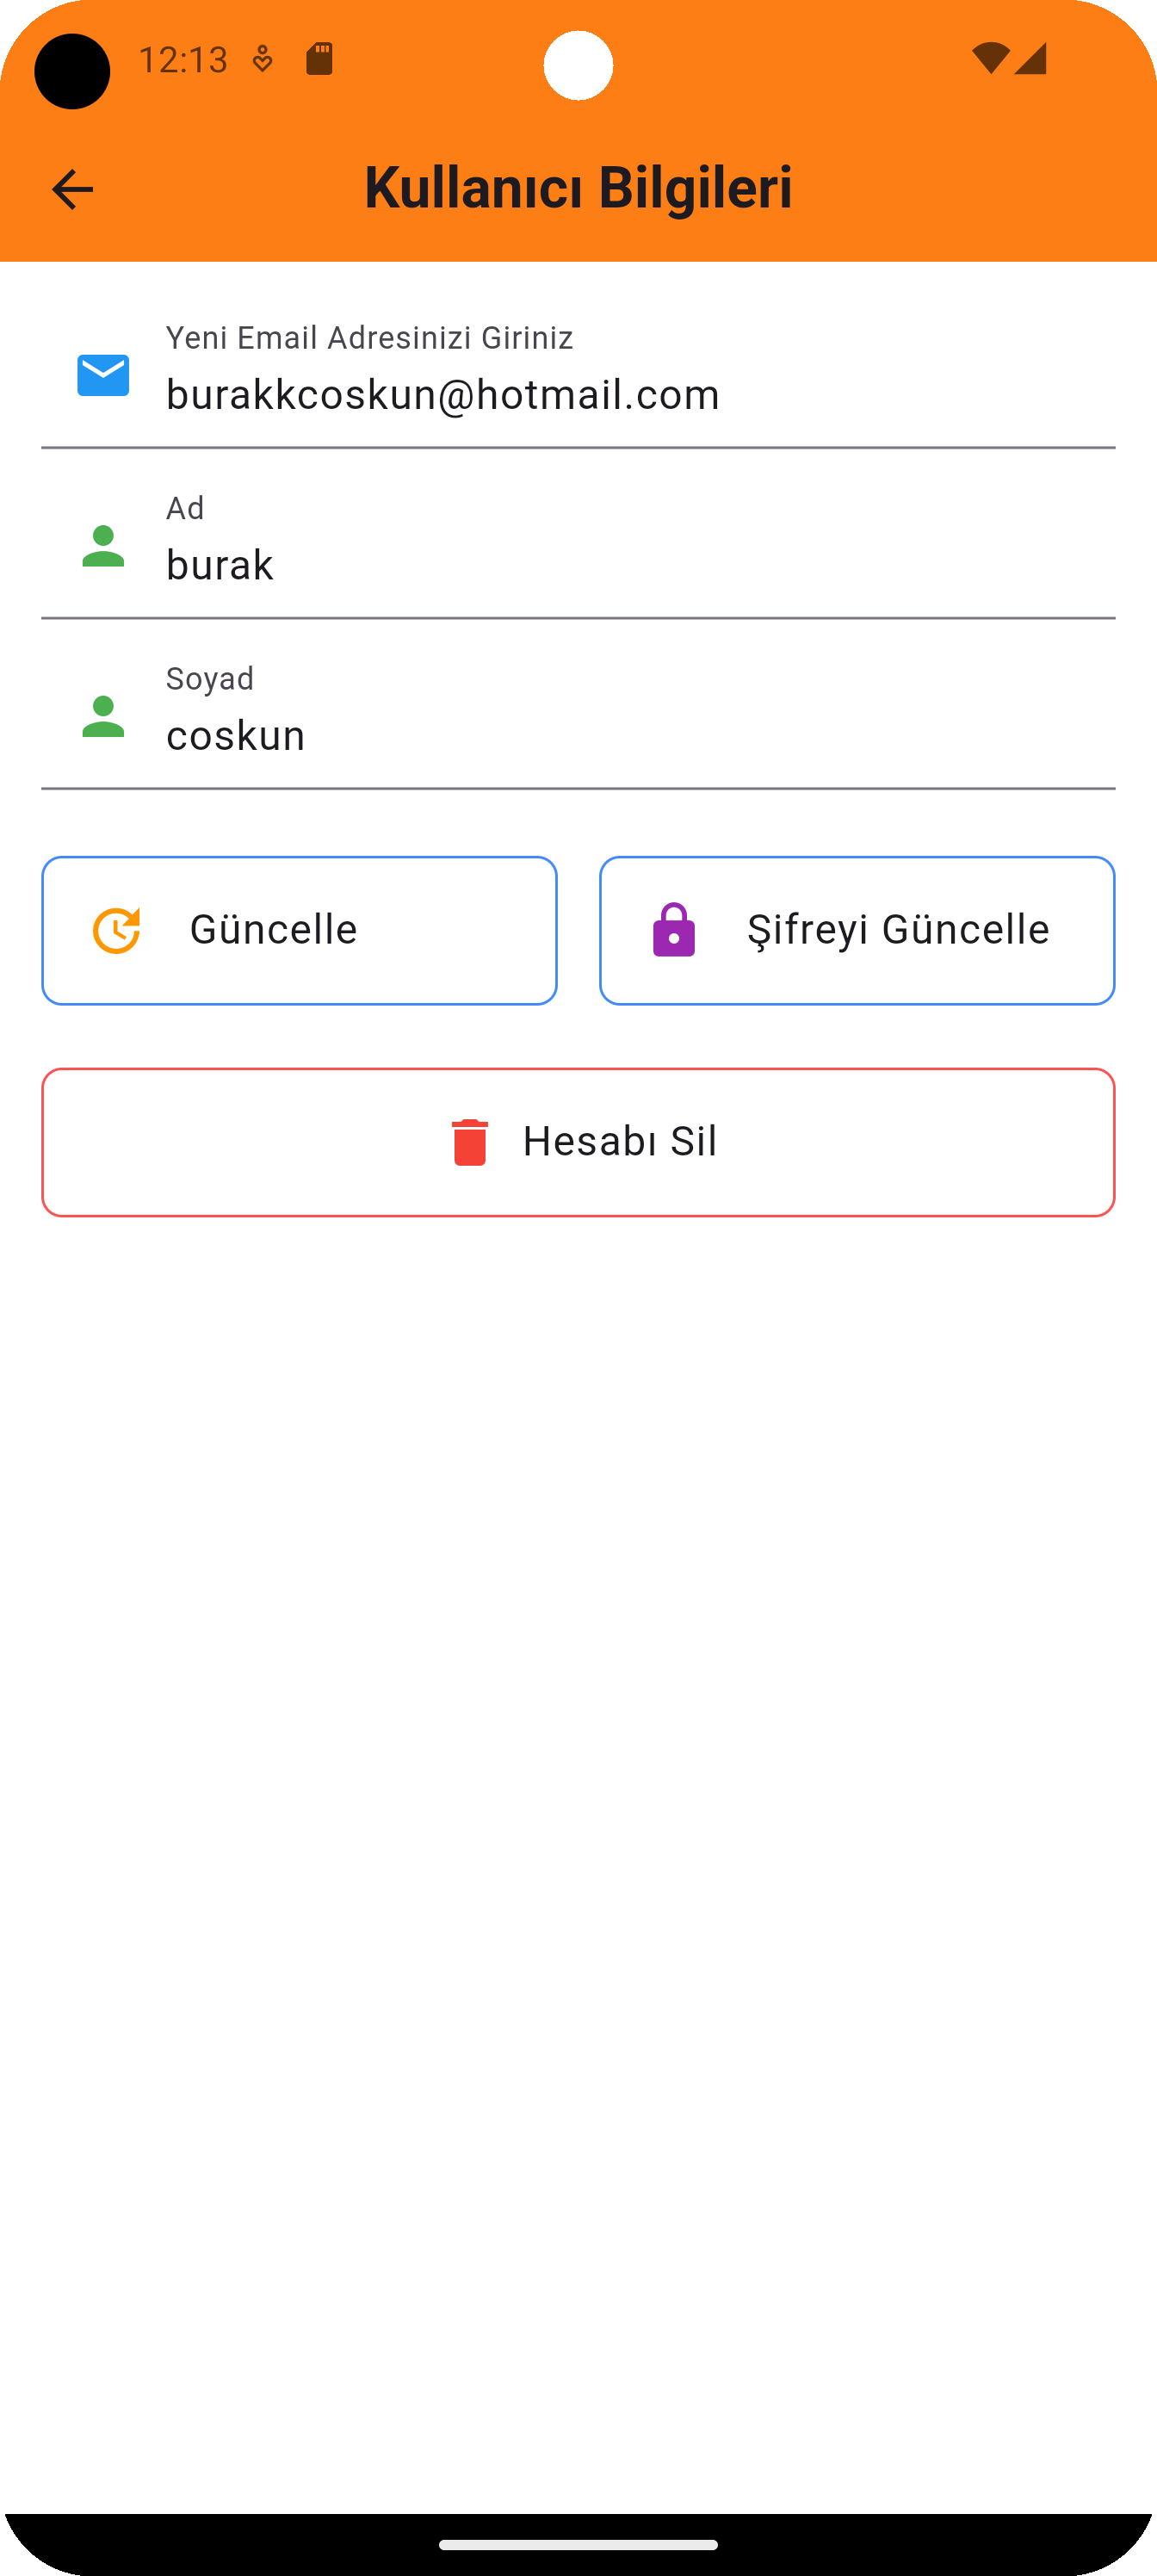 12:13
Kullanıcı Bilgileri
Yeni Email Adresinizi Giriniz
burakkcoskun@hotmail.com
Ad
burak
Soyad
coskun
Güncelle
Şifreyi Güncelle
Hesabı Sil